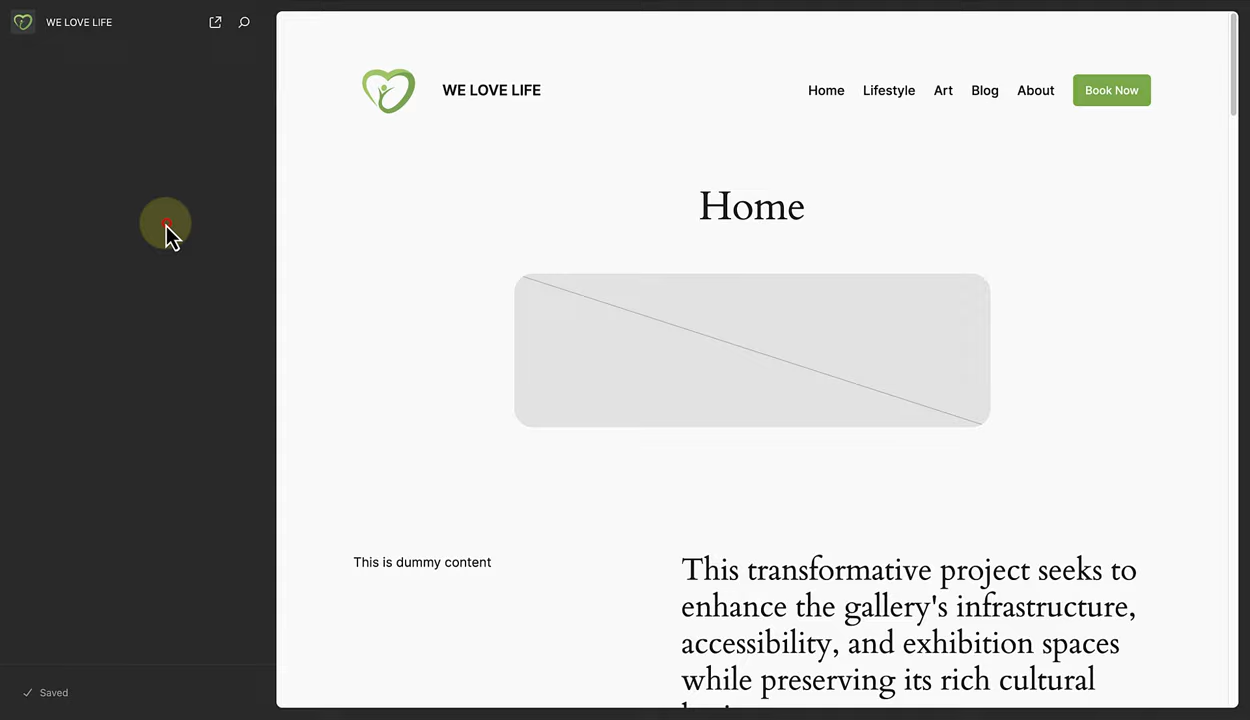 WE LOVE LIFE
WE LOVE LIFE
Home Lifestyle Art Blog About Book Now
Home
This is dummy content
This transformative project seeks to
enhance the gallery's infrastructure,
accessibility, and exhibition spaces
while preserving its rich cultural
Saved